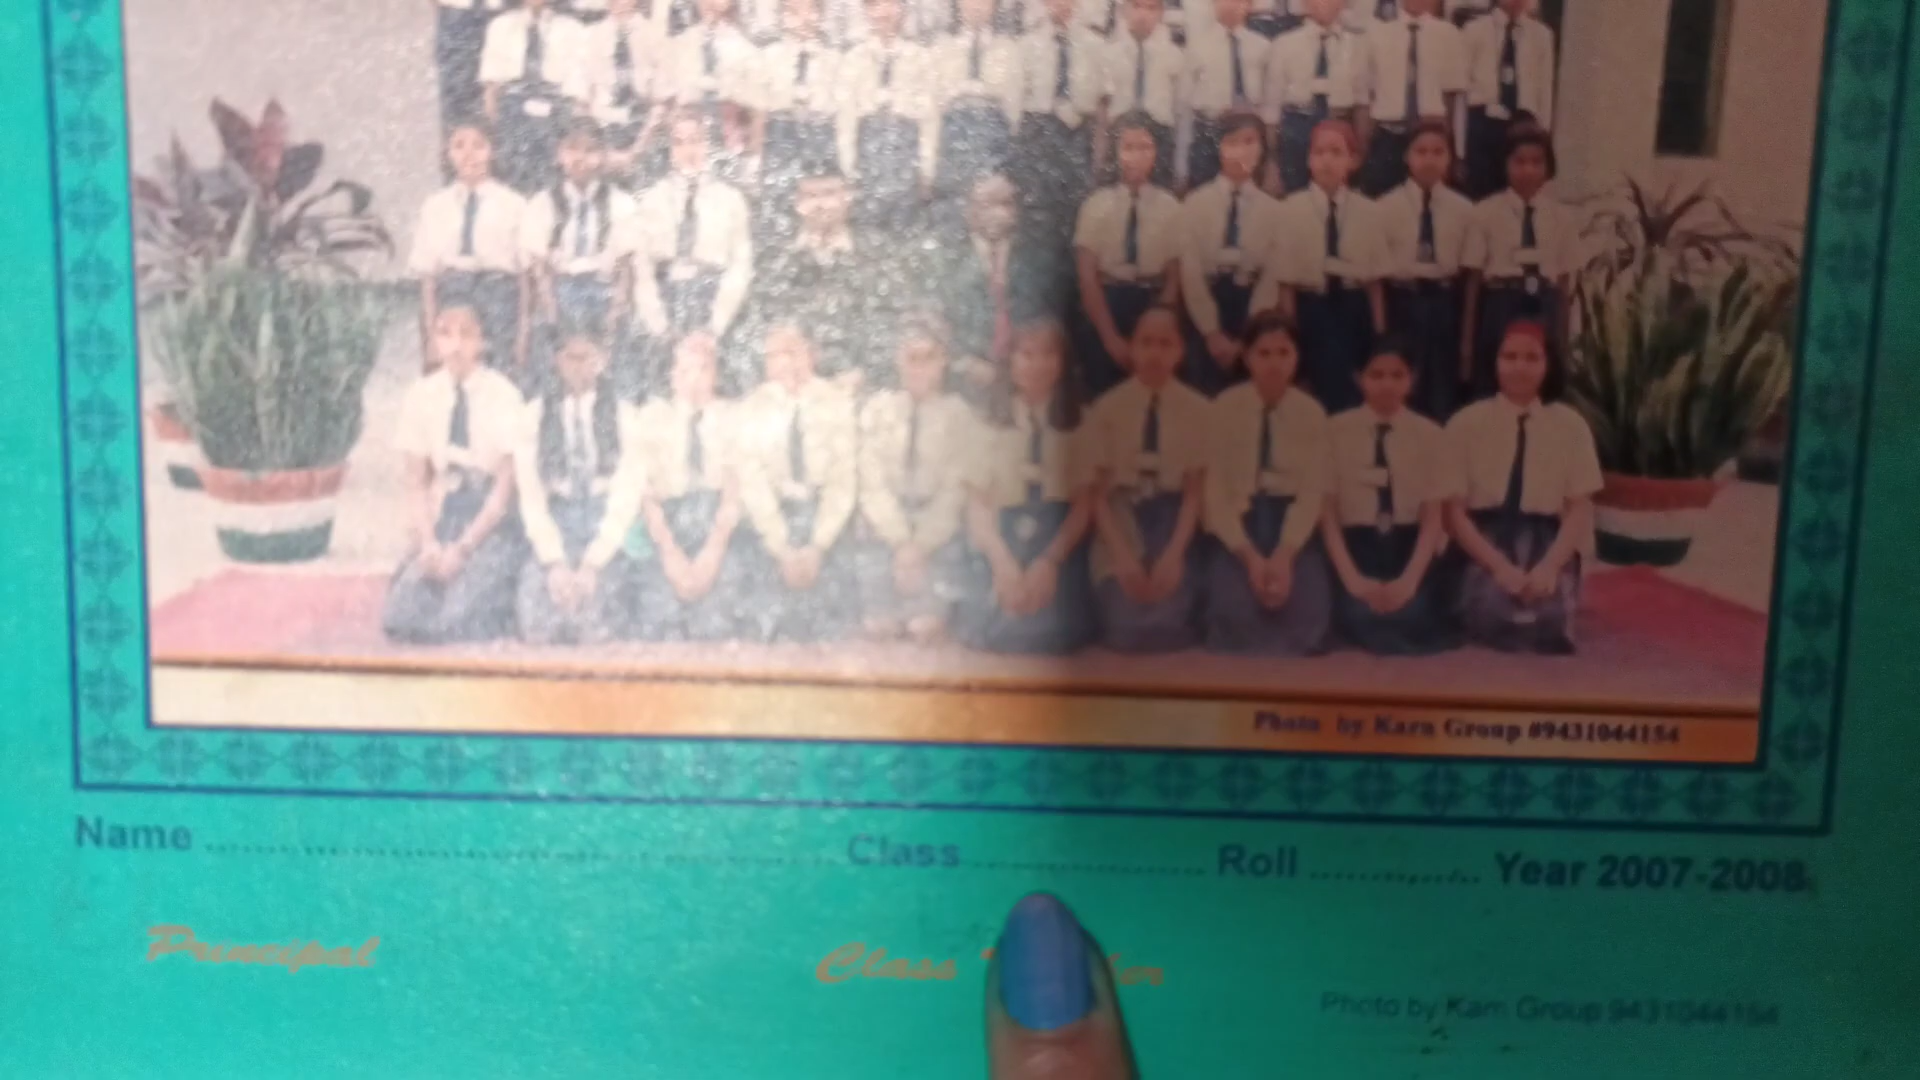 Photo by Karn Group #9431044154
Name .......... Class .......... Roll .......... Year 2007-2008
Principal
Class
Photo by Karn Group 9431044154